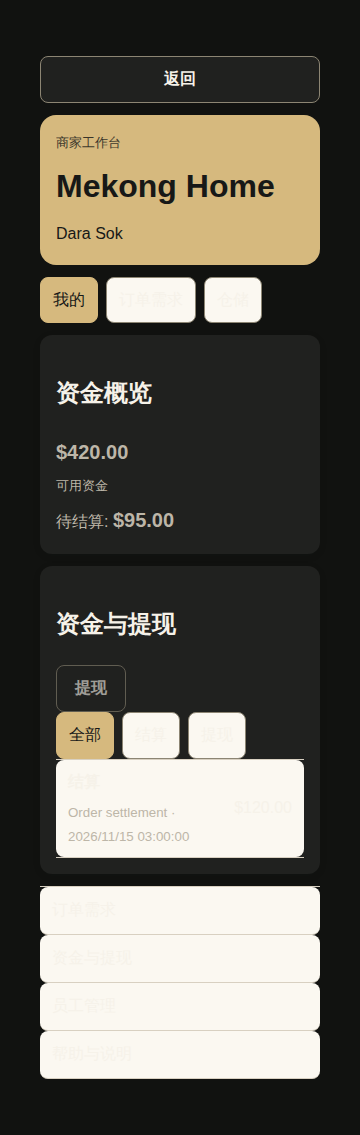 返回
商家工作台
Mekong Home
Dara Sok
我的 订单需求 仓储
资金概览
$420.00
可用资金
待结算: $95.00
资金与提现
提现
全部 结算 提现
结算
$120.00
Order settlement ·
2026/11/15 03:00:00
订单需求
资金与提现
员工管理
帮助与说明